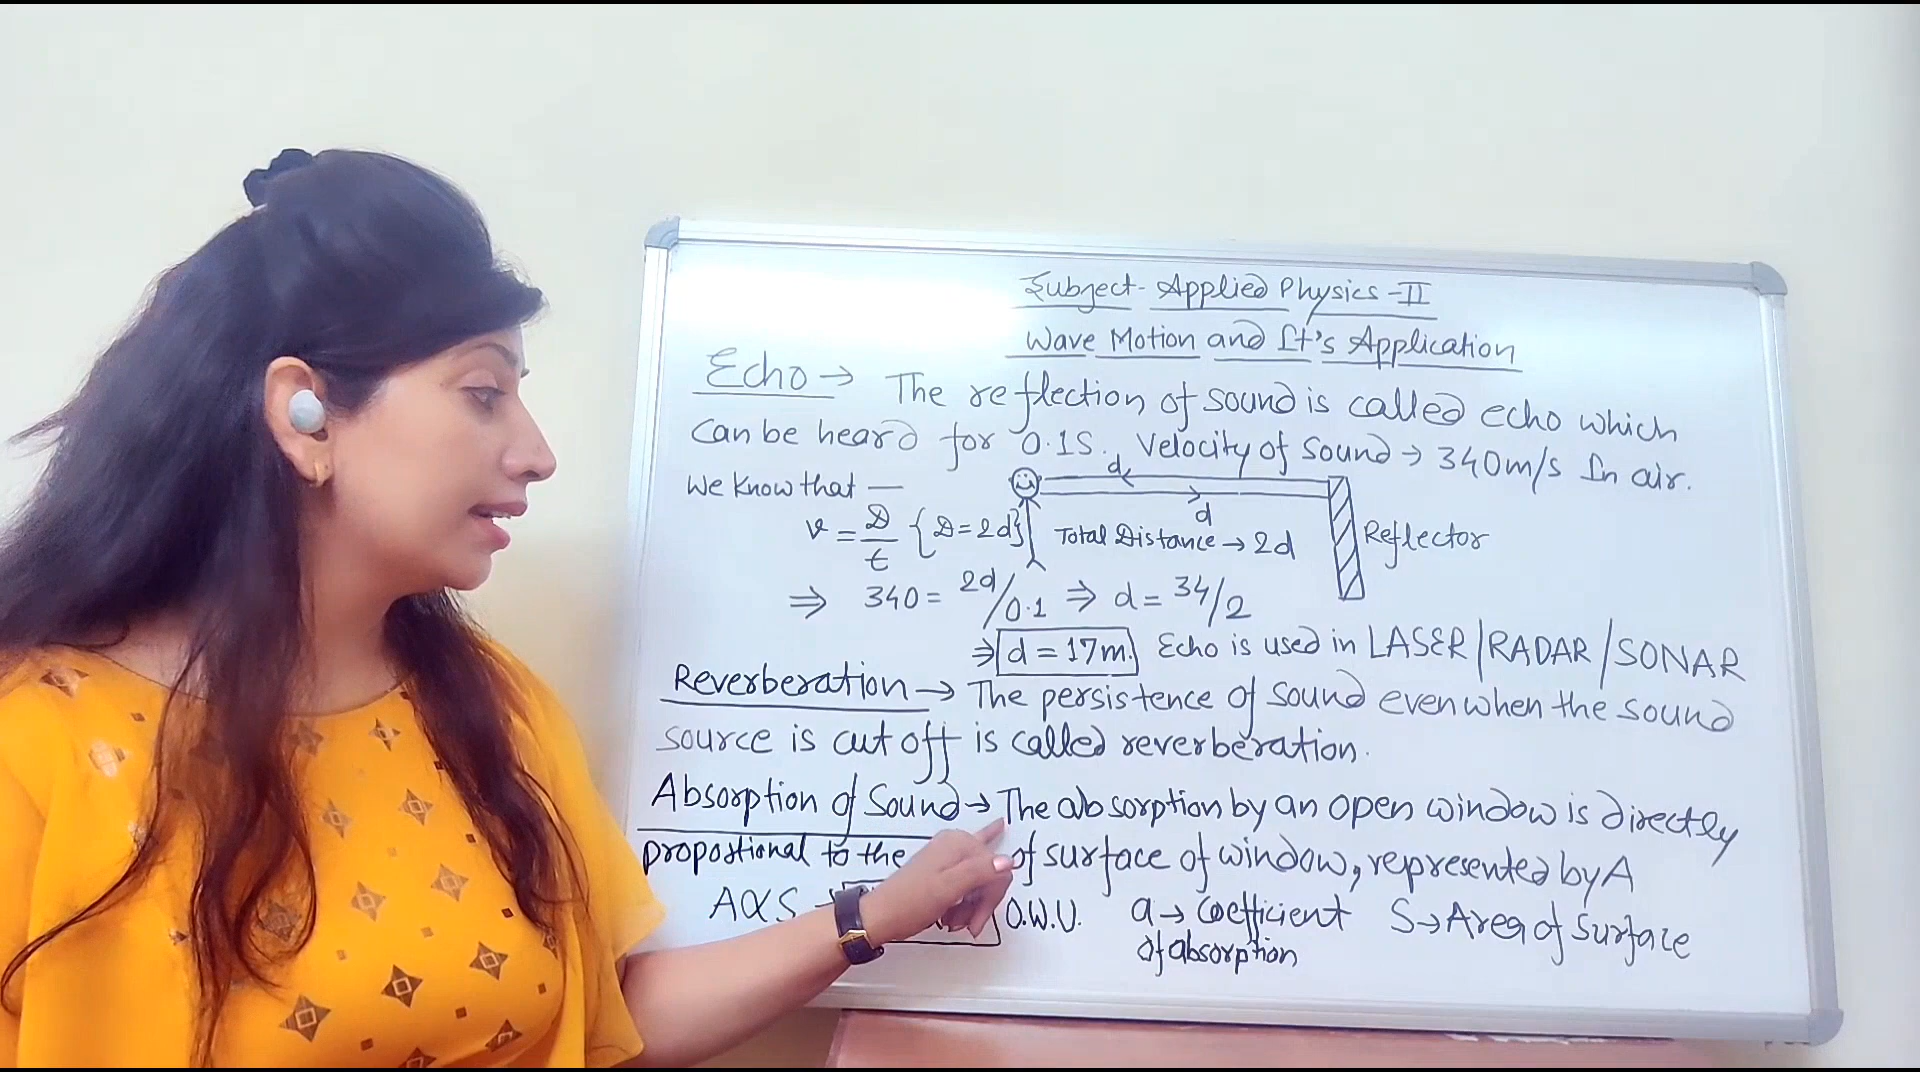 Subject- Applied Physics-II
Wave Motion and It's Application
Echo → The reflection of sound is called echo which
can be heard for 0.1S. Velocity of Sound → 340m/s In air.
We know that —
d
d
v = D/t {D=2d} Total Distance → 2d Reflector
⇒ 340 = 2d/0.1 ⇒ d = 34/2
⇒ d = 17m. Echo is used in LASER/RADAR/SONAR
Reverberation → The persistence of sound even when the sound
source is cut off is called reverberation.
Absorption of Sound → The absorption by an open window is directly
proportional to the of surface of window, represented by A
A∝S O.W.U. a → Coefficient S → Area of Surface
of absorption